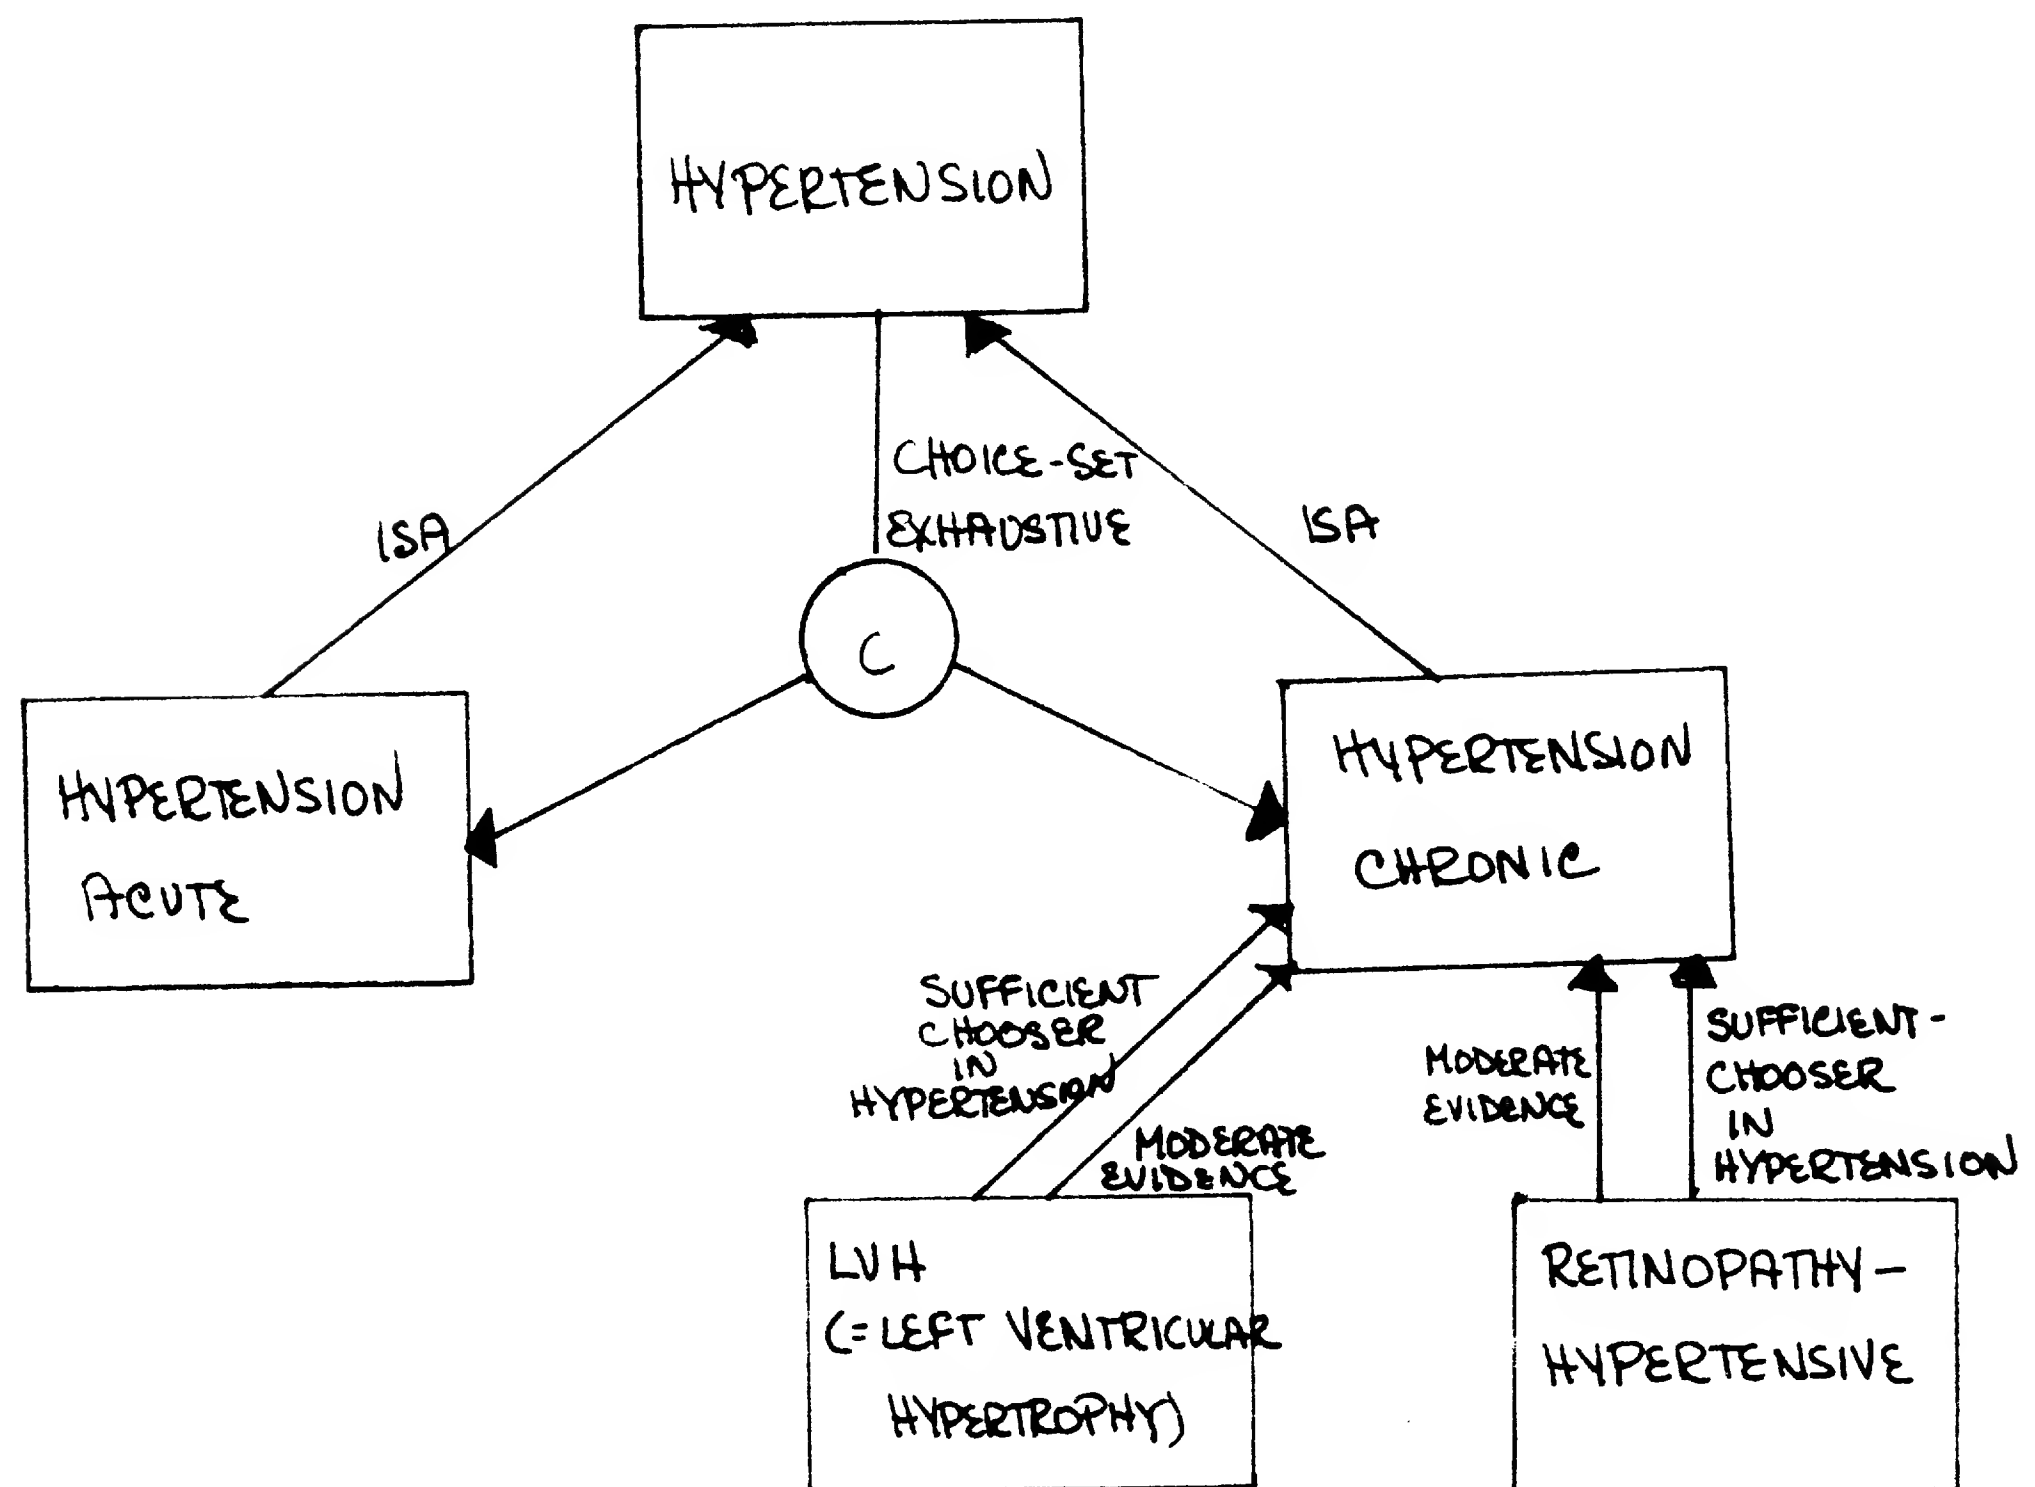 HYPERTENSION
CHOICE-SET
EXHAUSTIVE
ISA
ISA
C
HYPERTENSION
ACUTE
HYPERTENSION
CHRONIC
SUFFICIENT
CHOOSER
IN
HYPERTENSION
MODERATE
EVIDENCE
MODERATE
EVIDENCE
SUFFICIENT-
CHOOSER
IN
HYPERTENSION
LVH
(=LEFT VENTRICULAR
HYPERTROPHY)
RETINOPATHY-
HYPERTENSIVE